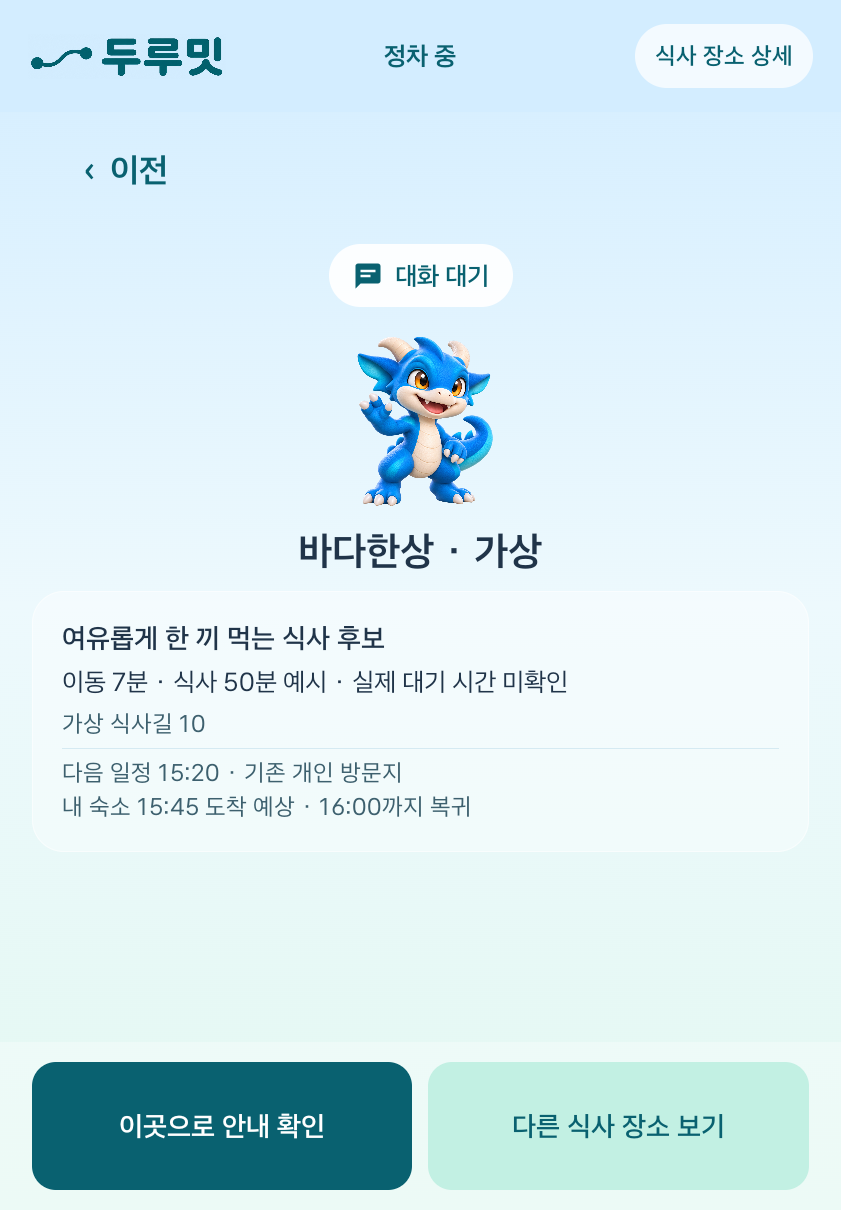 두루밋
정차 중
식사 장소 상세
‹ 이전
대화 대기
바다한상 · 가상
여유롭게 한 끼 먹는 식사 후보
이동 7분 · 식사 50분 예시 · 실제 대기 시간 미확인
가상 식사길 10
다음 일정 15:20 · 기존 개인 방문지
내 숙소 15:45 도착 예상 · 16:00까지 복귀
이곳으로 안내 확인
다른 식사 장소 보기